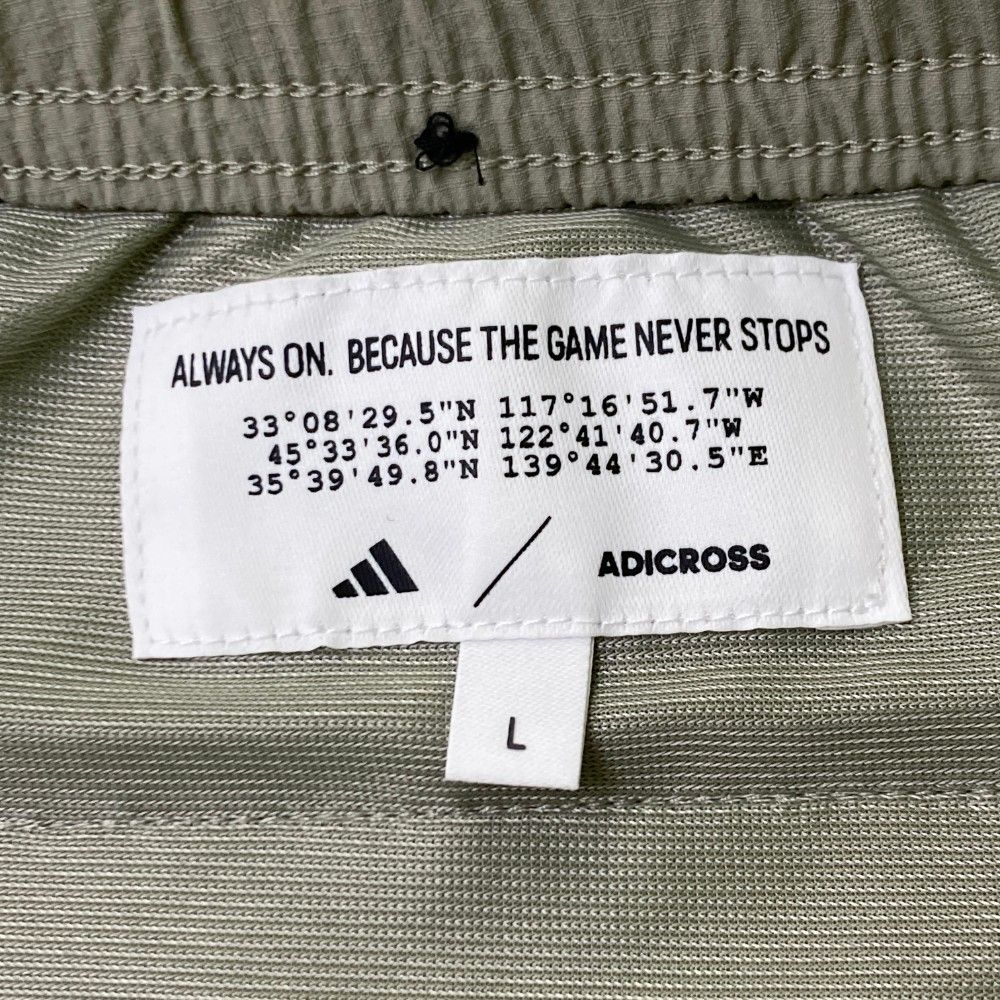 ALWAYS ON. BECAUSE THE GAME NEVER STOPS
33°08'29.5"N 117°16'51.7"W
45°33'36.0"N 122°41'40.7"W
35°39'49.8"N 139°44'30.5"E
ADICROSS
L